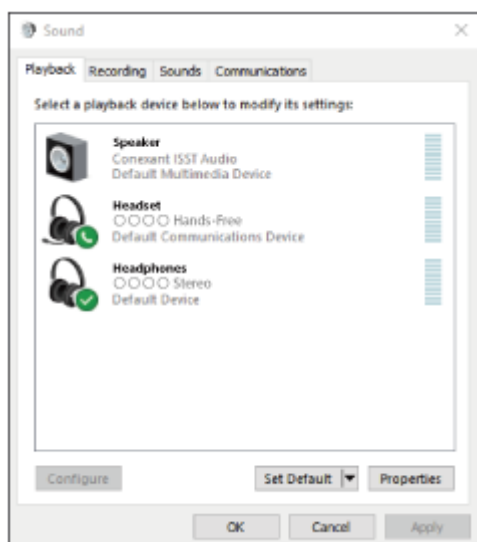 Sound
Playback Recording Sounds Communications
Select a playback device below to modify its settings:
Speaker
Conexant ISST Audio
Default Multimedia Device
Headset
○○○○ Hands-Free
Default Communications Device
Headphones
○○○○ Stereo
Default Device
Configure Set Default Properties
OK Cancel Apply